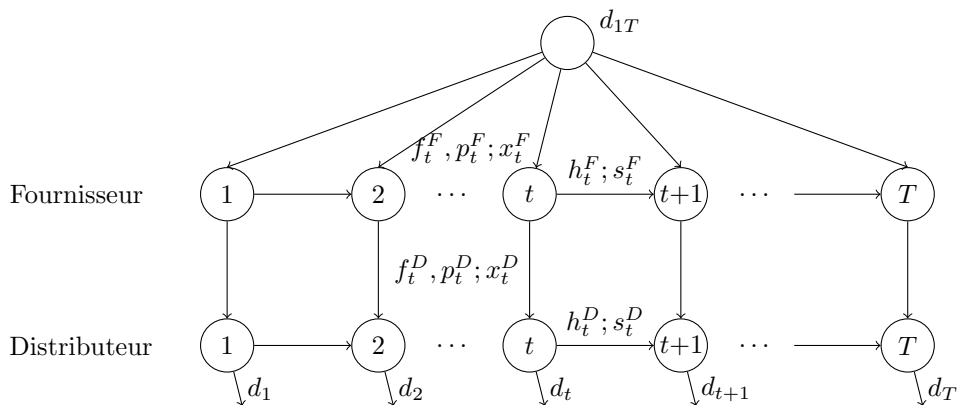 $d_{1T}$
$f_t^F, p_t^F; x_t^F$
$h_t^F; s_t^F$
Fournisseur 1 2 ⋯ t t+1 ⋯ T
$f_t^D, p_t^D; x_t^D$
$h_t^D; s_t^D$
Distributeur 1 2 ⋯ t t+1 ⋯ T
$d_1$ $d_2$ $d_t$ $d_{t+1}$ $d_T$